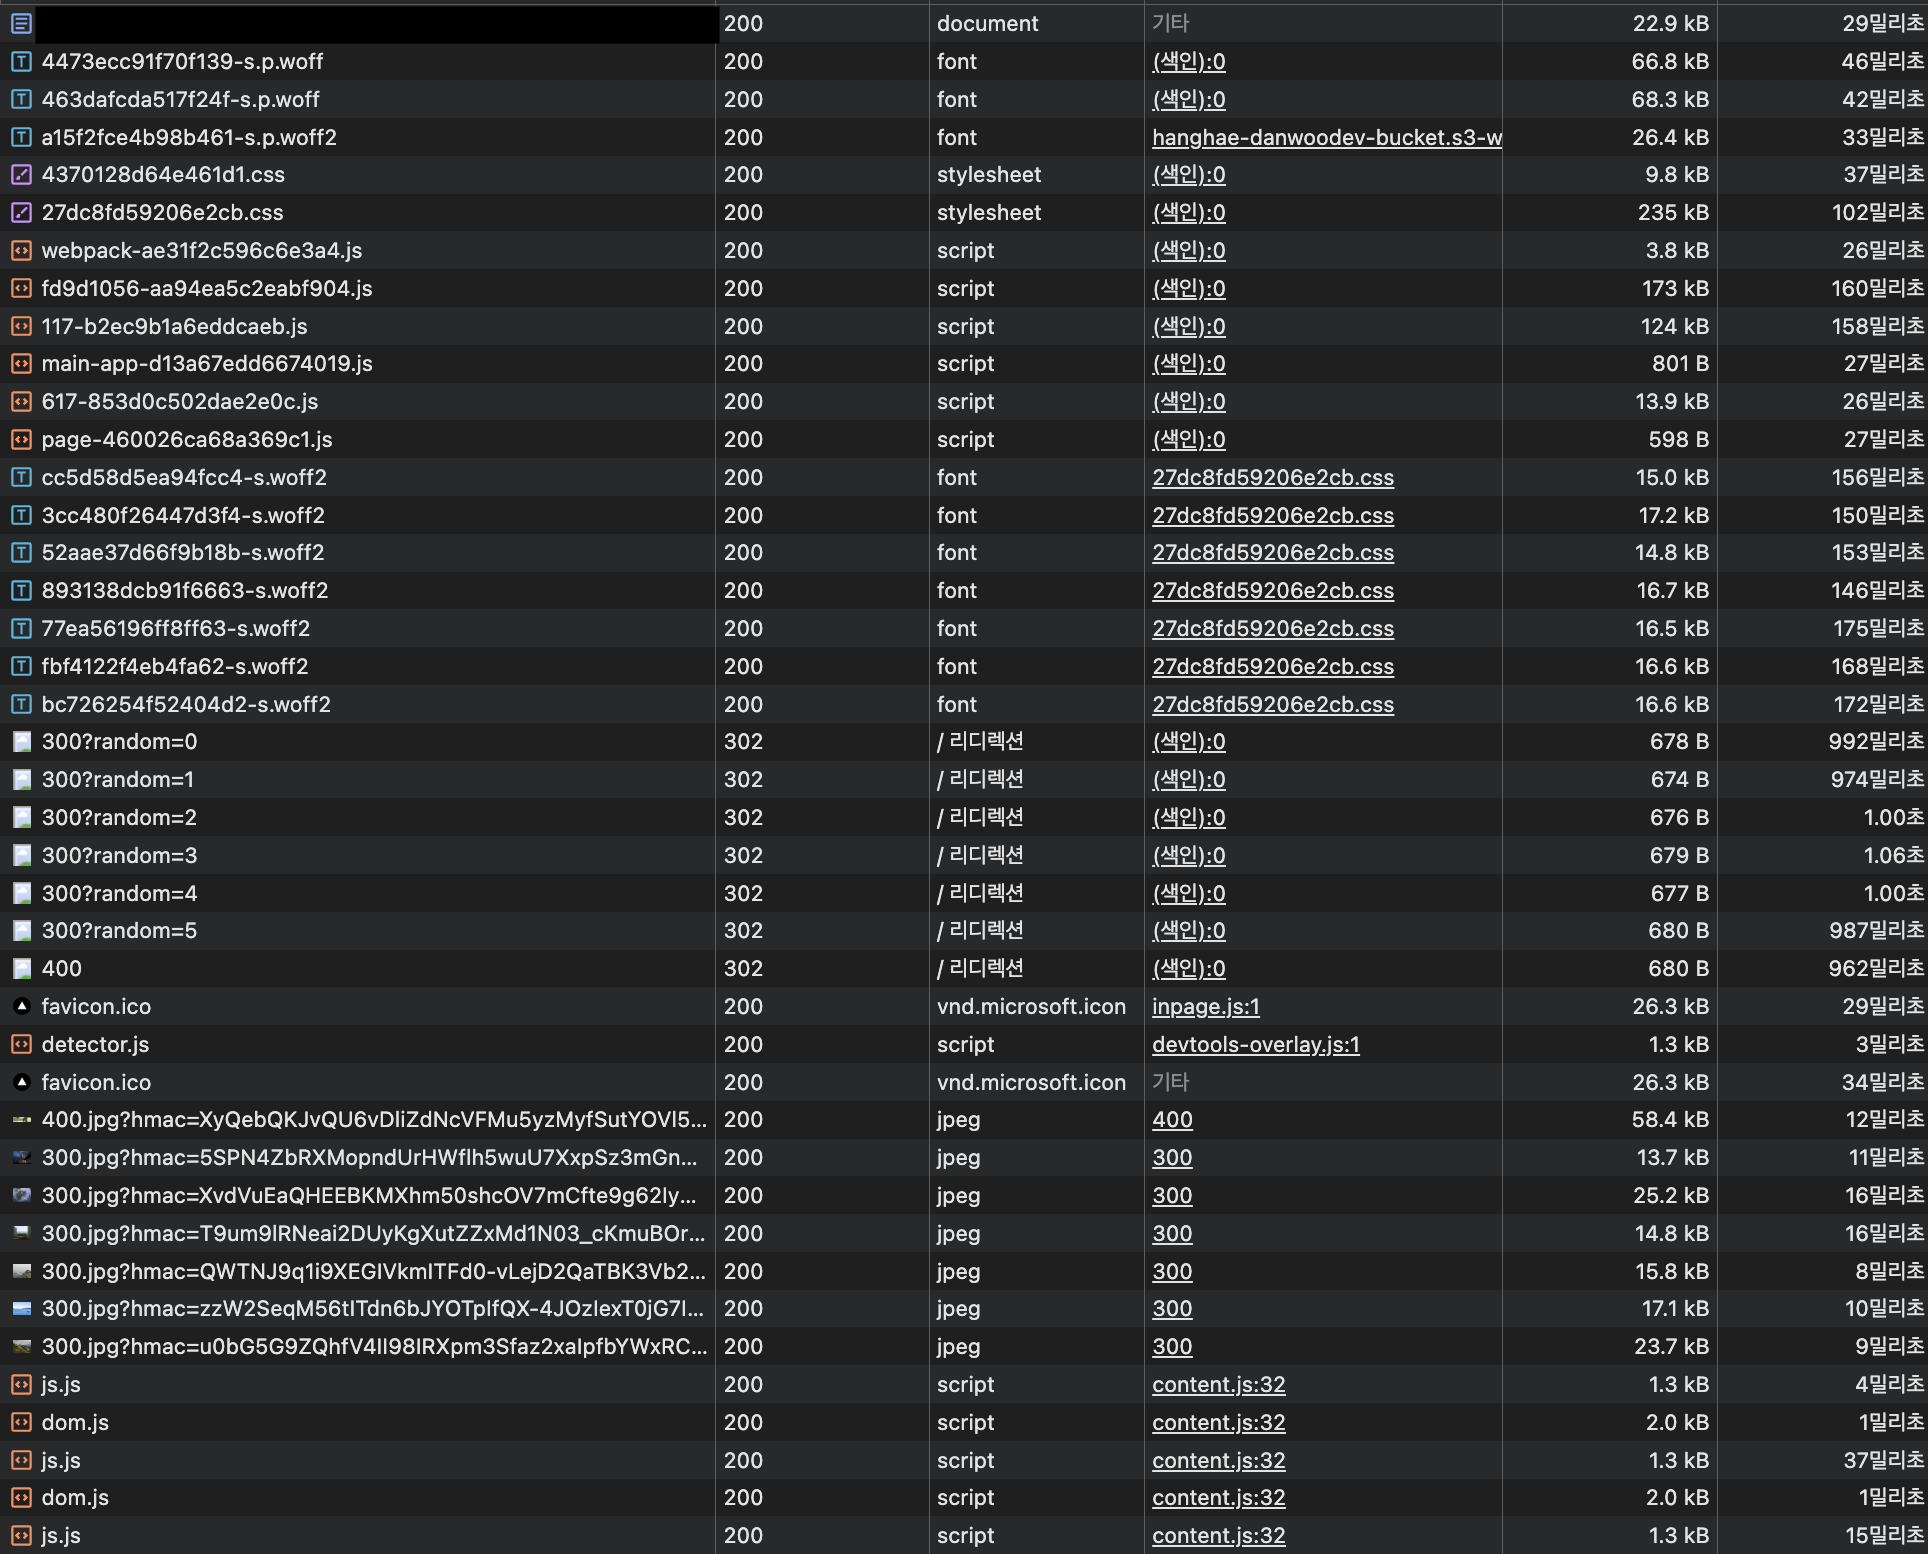 200 document 기타 22.9 kB 29밀리초
4473ecc91f70f139-s.p.woff 200 font (색인):0 66.8 kB 46밀리초
463dafcda517f24f-s.p.woff 200 font (색인):0 68.3 kB 42밀리초
a15f2fce4b98b461-s.p.woff2 200 font hanghae-danwoodev-bucket.s3-w 26.4 kB 33밀리초
4370128d64e461d1.css 200 stylesheet (색인):0 9.8 kB 37밀리초
27dc8fd59206e2cb.css 200 stylesheet (색인):0 235 kB 102밀리초
webpack-ae31f2c596c6e3a4.js 200 script (색인):0 3.8 kB 26밀리초
fd9d1056-aa94ea5c2eabf904.js 200 script (색인):0 173 kB 160밀리초
117-b2ec9b1a6eddcaeb.js 200 script (색인):0 124 kB 158밀리초
main-app-d13a67edd6674019.js 200 script (색인):0 801 B 27밀리초
617-853d0c502dae2e0c.js 200 script (색인):0 13.9 kB 26밀리초
page-460026ca68a369c1.js 200 script (색인):0 598 B 27밀리초
cc5d58d5ea94fcc4-s.woff2 200 font 27dc8fd59206e2cb.css 15.0 kB 156밀리초
3cc480f26447d3f4-s.woff2 200 font 27dc8fd59206e2cb.css 17.2 kB 150밀리초
52aae37d66f9b18b-s.woff2 200 font 27dc8fd59206e2cb.css 14.8 kB 153밀리초
893138dcb91f6663-s.woff2 200 font 27dc8fd59206e2cb.css 16.7 kB 146밀리초
77ea56196ff8ff63-s.woff2 200 font 27dc8fd59206e2cb.css 16.5 kB 175밀리초
fbf4122f4eb4fa62-s.woff2 200 font 27dc8fd59206e2cb.css 16.6 kB 168밀리초
bc726254f52404d2-s.woff2 200 font 27dc8fd59206e2cb.css 16.6 kB 172밀리초
300?random=0 302 / 리디렉션 (색인):0 678 B 992밀리초
300?random=1 302 / 리디렉션 (색인):0 674 B 974밀리초
300?random=2 302 / 리디렉션 (색인):0 676 B 1.00초
300?random=3 302 / 리디렉션 (색인):0 679 B 1.06초
300?random=4 302 / 리디렉션 (색인):0 677 B 1.00초
300?random=5 302 / 리디렉션 (색인):0 680 B 987밀리초
400 302 / 리디렉션 (색인):0 680 B 962밀리초
favicon.ico 200 vnd.microsoft.icon inpage.js:1 26.3 kB 29밀리초
detector.js 200 script devtools-overlay.js:1 1.3 kB 3밀리초
favicon.ico 200 vnd.microsoft.icon 기타 26.3 kB 34밀리초
400.jpg?hmac=XyQebQKJvQU6vDliZdNcVFMu5yzMyfSutYOVl5... 200 jpeg 400 58.4 kB 12밀리초
300.jpg?hmac=5SPN4ZbRXMopndUrHWflh5wuU7XxpSz3mGn... 200 jpeg 300 13.7 kB 11밀리초
300.jpg?hmac=XvdVuEaQHEEBKMXhm50shcOV7mCfte9g62Iy... 200 jpeg 300 25.2 kB 16밀리초
300.jpg?hmac=T9um9lRNeai2DUyKgXutZZxMd1N03_cKmuBOr... 200 jpeg 300 14.8 kB 16밀리초
300.jpg?hmac=QWTNJ9q1i9XEGIVkmITFd0-vLejD2QaTBK3Vb2... 200 jpeg 300 15.8 kB 8밀리초
300.jpg?hmac=zzW2SeqM56tITdn6bJYOTpIfQX-4JOzIexT0jG7l... 200 jpeg 300 17.1 kB 10밀리초
300.jpg?hmac=u0bG5G9ZQhfV4II98IRXpm3Sfaz2xaIpfbYWxRC... 200 jpeg 300 23.7 kB 9밀리초
js.js 200 script content.js:32 1.3 kB 4밀리초
dom.js 200 script content.js:32 2.0 kB 1밀리초
js.js 200 script content.js:32 1.3 kB 37밀리초
dom.js 200 script content.js:32 2.0 kB 1밀리초
js.js 200 script content.js:32 1.3 kB 15밀리초